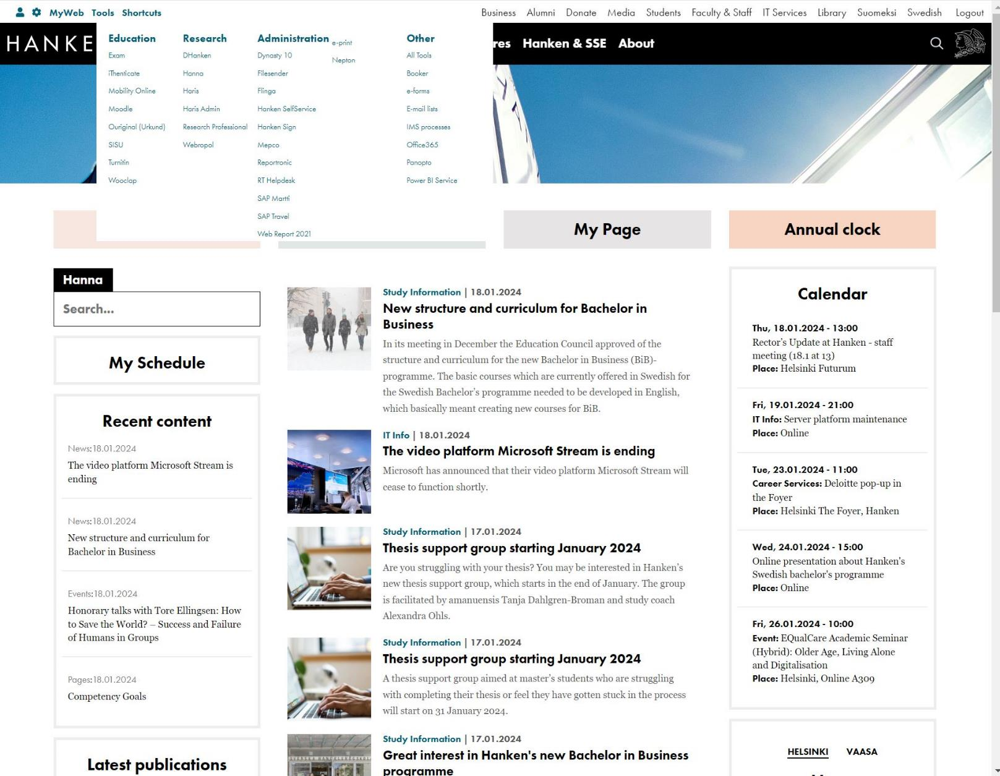 MyWeb Tools Shortcuts
Business Alumni Donate Media Students Faculty & Staff IT Services Library Suomeksi Swedish Logout
HANKE
res Hanken & SSE About
Education
Exam
iThenticate
Mobility Online
Moodle
Ouriginal (Urkund)
SISU
Turnitin
Wooclap
Research
DHanken
Hanna
Haris
Haris Admin
Research Professional
Webropol
Administration
Dynasty 10
Filesender
Flinga
Hanken SelfService
Hanken Sign
Mepco
Reportronic
RT Helpdesk
SAP Martti
SAP Travel
Web Report 2021
e-print
Nepton
Other
All Tools
Booker
e-forms
E-mail lists
IMS processes
Office365
Panopto
Power BI Service
My Page
Annual clock
Hanna
Search...
My Schedule
Recent content
News:18.01.2024
The video platform Microsoft Stream is
ending
News:18.01.2024
New structure and curriculum for
Bachelor in Business
Events:18.01.2024
Honorary talks with Tore Ellingsen: How
to Save the World? – Success and Failure
of Humans in Groups
Pages:18.01.2024
Competency Goals
Latest publications
Study Information | 18.01.2024
New structure and curriculum for Bachelor in
Business
In its meeting in December the Education Council approved of the
structure and curriculum for the new Bachelor in Business (BiB)-
programme. The basic courses which are currently offered in Swedish for
the Swedish Bachelor's programme needed to be developed in English,
which basically meant creating new courses for BiB.
IT Info | 18.01.2024
The video platform Microsoft Stream is ending
Microsoft has announced that their video platform Microsoft Stream will
cease to function shortly.
Study Information | 17.01.2024
Thesis support group starting January 2024
Are you struggling with your thesis? You may be interested in Hanken's
new thesis support group, which starts in the end of January. The group
is facilitated by amanuensis Tanja Dahlgren-Broman and study coach
Alexandra Ohls.
Study Information | 17.01.2024
Thesis support group starting January 2024
A thesis support group aimed at master's students who are struggling
with completing their thesis or feel they have gotten stuck in the process
will start on 31 January 2024.
Study Information | 17.01.2024
Great interest in Hanken's new Bachelor in Business
programme
Calendar
Thu, 18.01.2024 - 13:00
Rector's Update at Hanken - staff
meeting (18.1 at 13)
Place: Helsinki Futurum
Fri, 19.01.2024 - 21:00
IT Info: Server platform maintenance
Place: Online
Tue, 23.01.2024 - 11:00
Career Services: Deloitte pop-up in
the Foyer
Place: Helsinki The Foyer, Hanken
Wed, 24.01.2024 - 15:00
Online presentation about Hanken's
Swedish bachelor's programme
Place: Online
Fri, 26.01.2024 - 10:00
Event: EQualCare Academic Seminar
(Hybrid): Older Age, Living Alone
and Digitalisation
Place: Helsinki, Online A309
HELSINKI VAASA